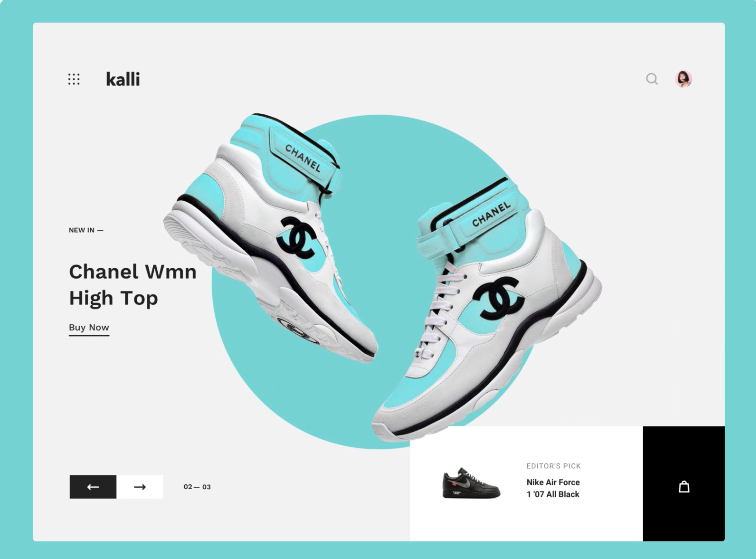 kalli
CHANEL
CHANEL
NEW IN —
Chanel Wmn
High Top
Buy Now
02— 03
EDITOR'S PICK
Nike Air Force
1 '07 All Black